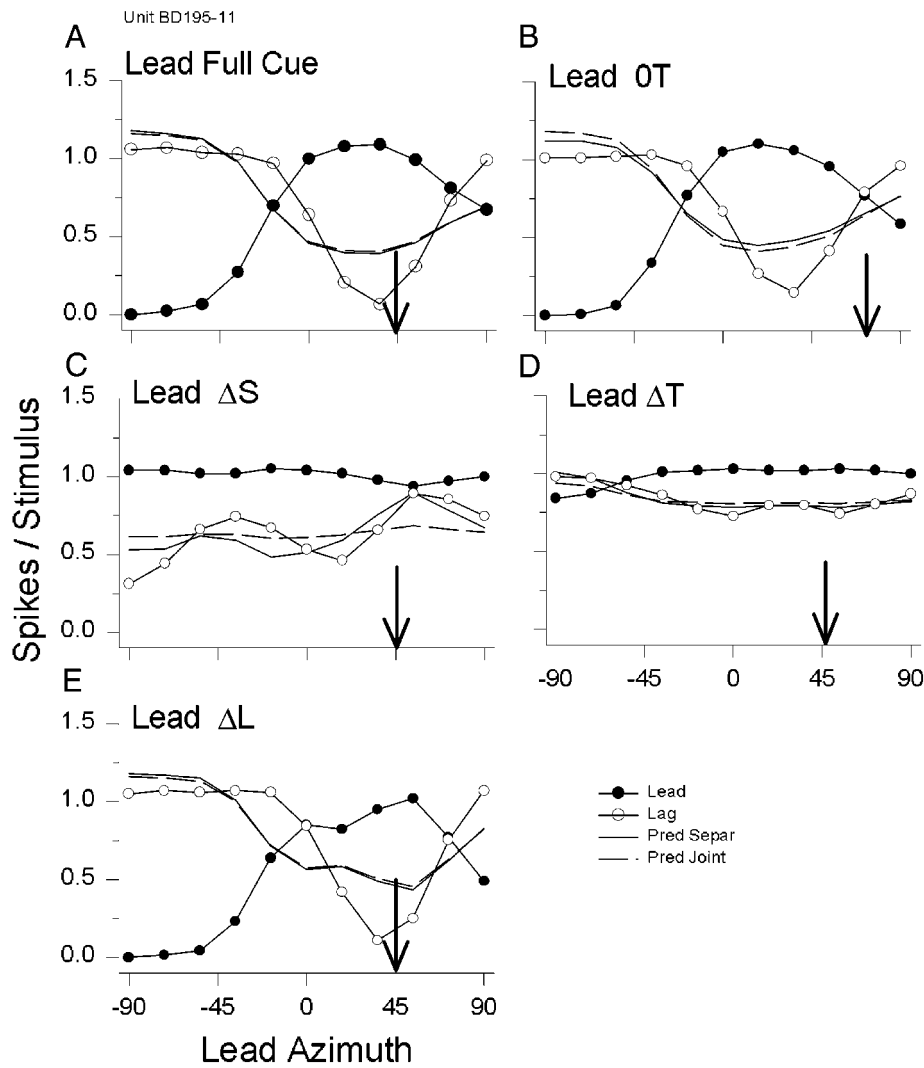 Unit BD195-11
A
Lead Full Cue
1.5
1.0
0.5
0.0
B
Lead 0T
C
Lead ΔS
1.5
1.0
0.5
0.0
D
Lead ΔT
-90
-45
0
45
90
E
Lead ΔL
1.5
1.0
0.5
0.0
-90
-45
0
45
90
Spikes / Stimulus
Lead Azimuth
Lead
Lag
Pred Separ
Pred Joint